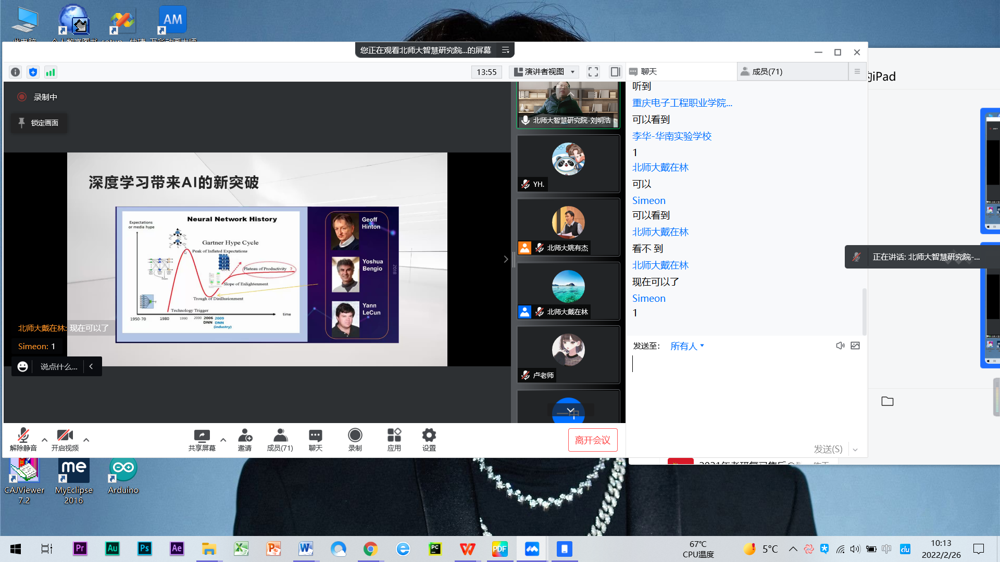 AM
您正在观看北师大智慧研究院...的屏幕
13:55
演讲者视图
聊天
成员(71)
iPad
录制中
锁定画面
深度学习带来AI的新突破
Neural Network History
Expectations
or media hype
Gartner Hype Cycle
Peak of Inflated Expectations
Plateau of Productivity ?
Slope of Enlightenment
Trough of Disillusionment
Technology Trigger
time
1950-70
1980
1990
2000
2006
DNN
2009
DNN
(industry)
Geoff
Hinton
Yoshua
Bengio
Yann
LeCun
2018
北师大戴在林: 现在可以了
Simeon: 1
说点什么...
北师大智慧研究院-刘明浩
YH.
北师大姚有杰
北师大戴在林
卢老师
一中
听到
重庆电子工程职业学院...
可以看到
李华-华南实验学校
1
北师大戴在林
可以
Simeon
可以看到
北师大戴在林
看不 到
北师大戴在林
现在可以了
Simeon
1
正在讲话: 北师大智慧研究院-...
发送至:
所有人
发送(S)
解除静音
开启视频
共享屏幕
邀请
成员(71)
聊天
录制
应用
设置
离开会议
CAJViewer
7.2
me
MyEclipse
2016
Arduino
Pr
Au
Ps
Ae
PC
PDF
67℃
CPU温度
5°C
中
du
10:13
2022/2/26